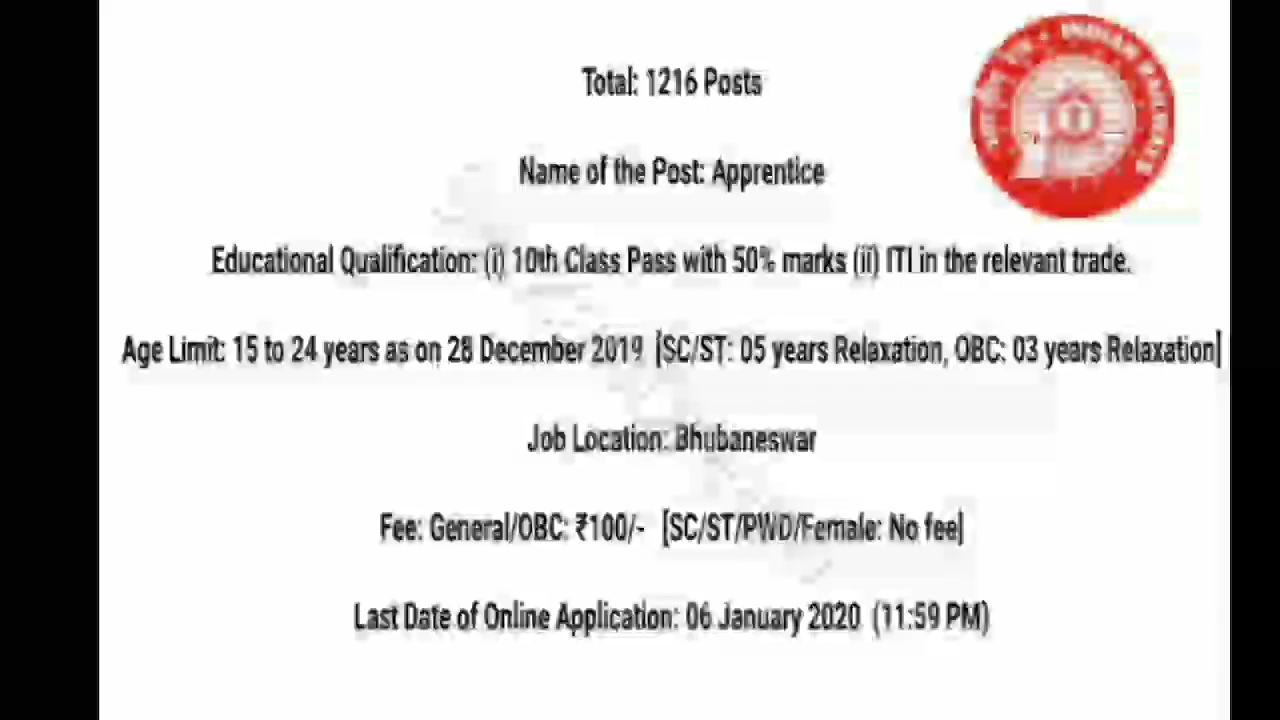 Total: 1216 Posts
Name of the Post: Apprentice
Educational Qualification: (i) 10th Class Pass with 50% marks (ii) ITI in the relevant trade.
Age Limit: 15 to 24 years as on 28 December 2019 [SC/ST: 05 years Relaxation, OBC: 03 years Relaxation]
Job Location: Bhubaneswar
Fee: General/OBC: ₹100/- [SC/ST/PWD/Female: No fee]
Last Date of Online Application: 06 January 2020 (11:59 PM)
INDIAN RAILWAYS